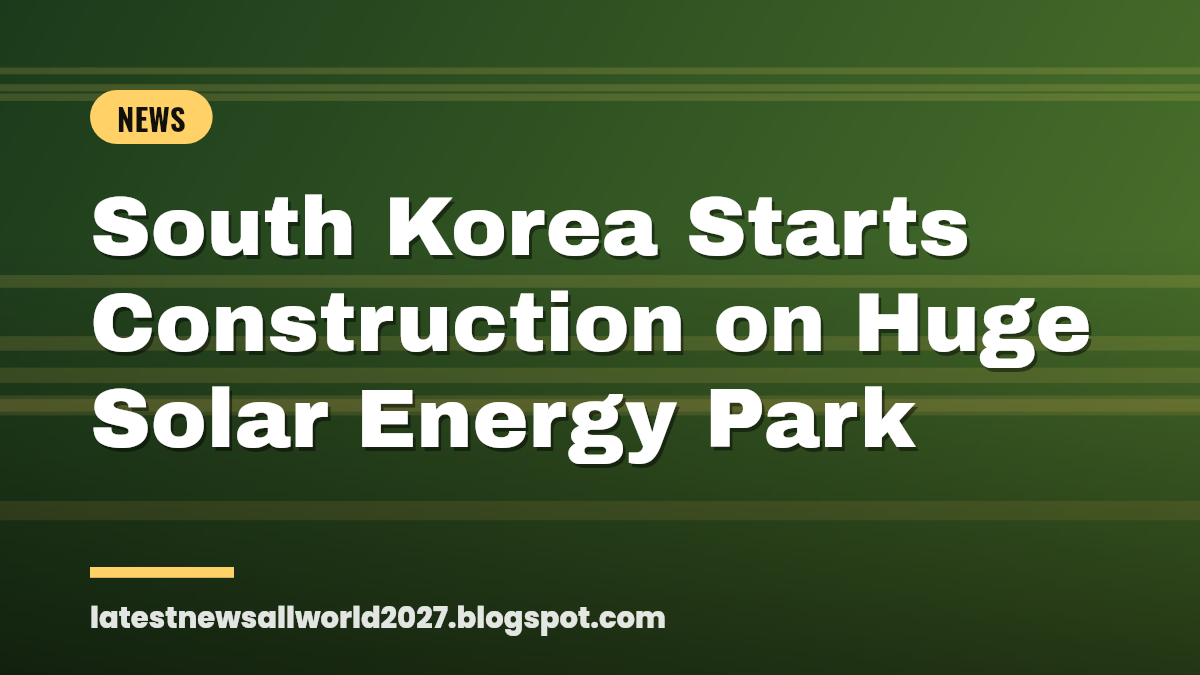 NEWS
South Korea Starts
Construction on Huge
Solar Energy Park
latestnewsallworld2027.blogspot.com